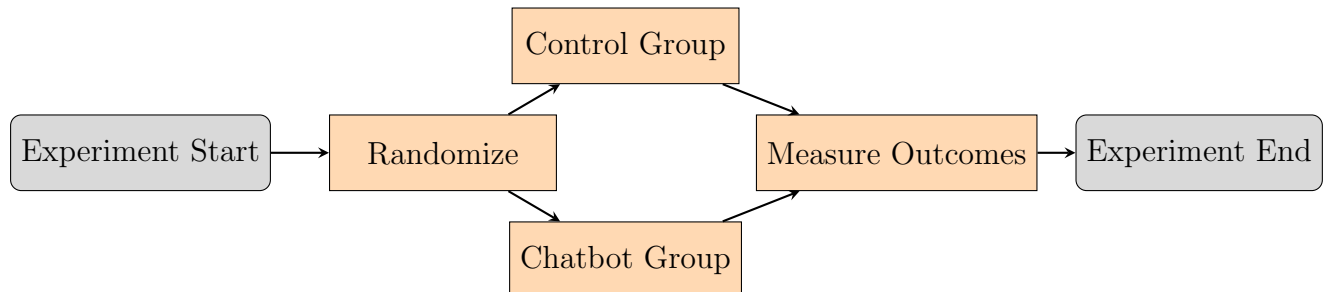 Experiment Start
Randomize
Control Group
Chatbot Group
Measure Outcomes
Experiment End